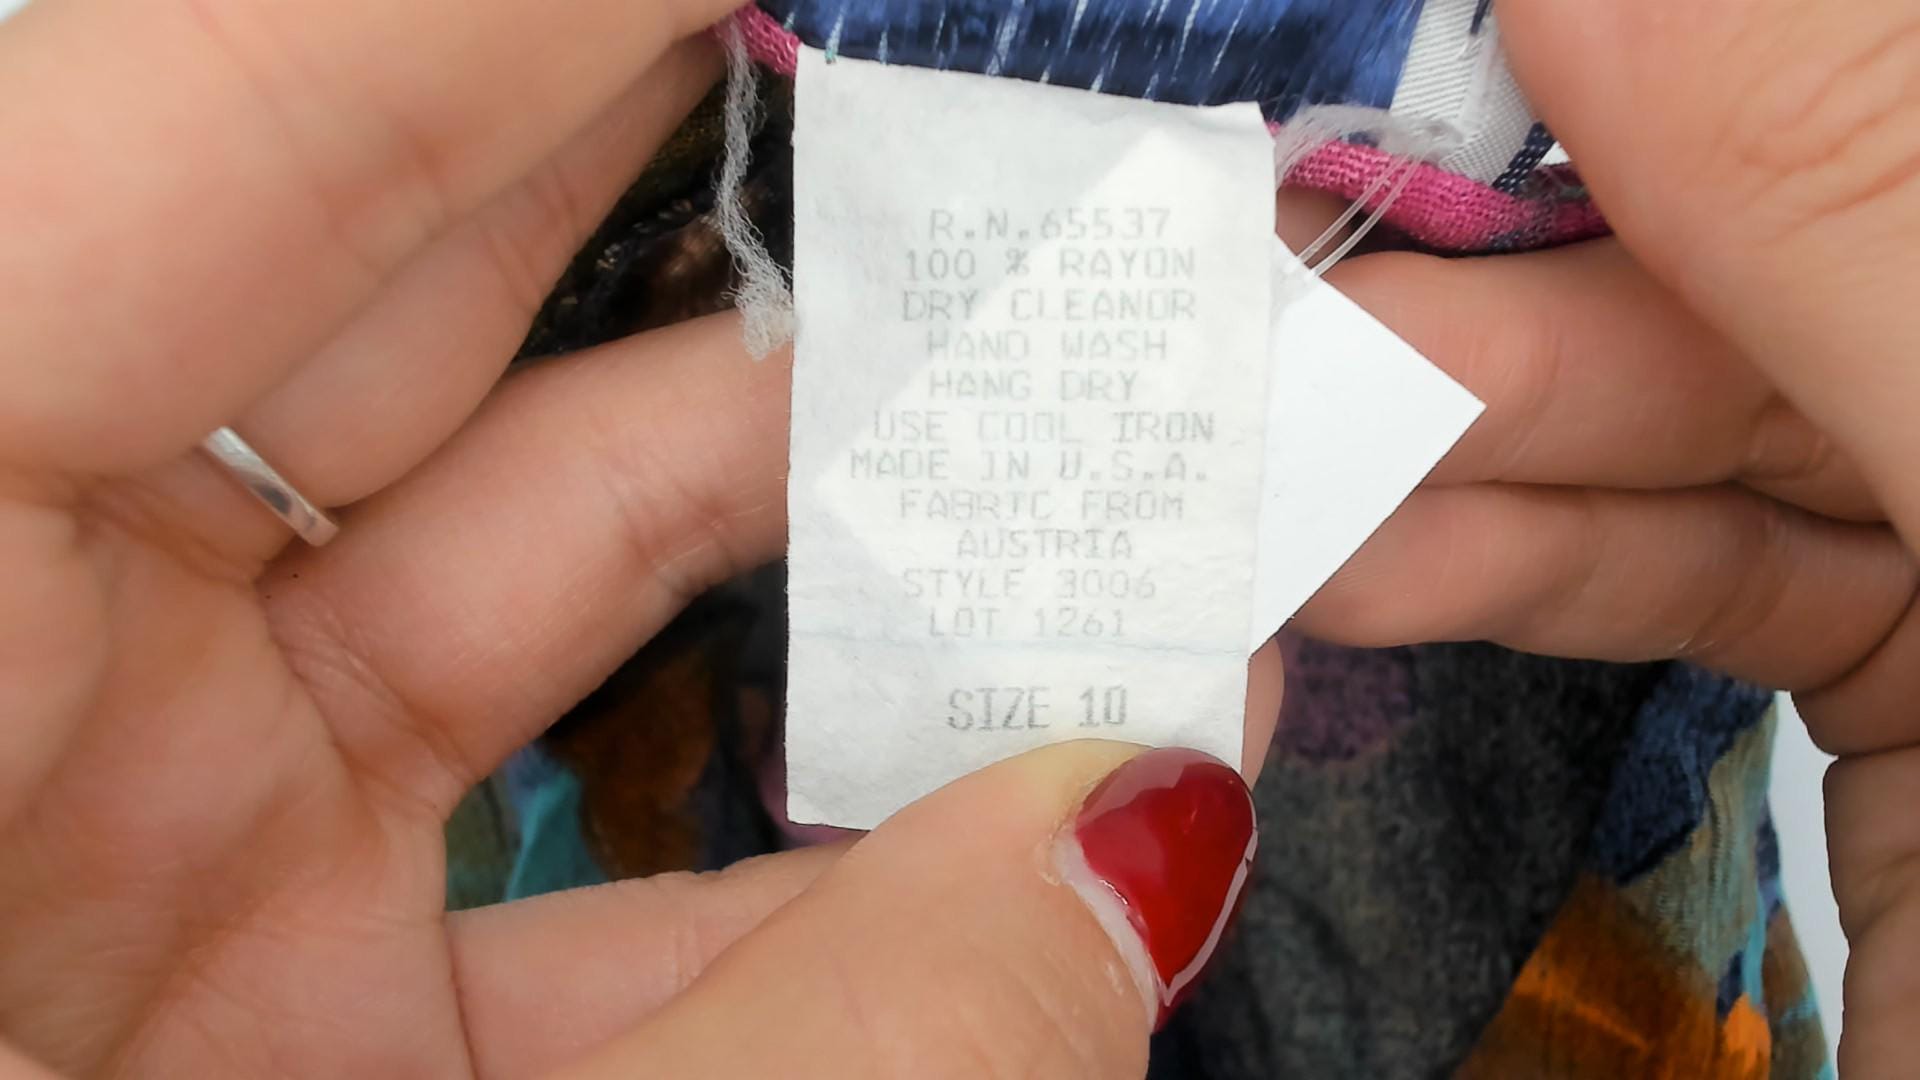 R.N.65537
100 % RAYON
DRY CLEANOR
HAND WASH
HANG DRY
USE COOL IRON
MADE IN U.S.A.
FABRIC FROM
AUSTRIA
STYLE 3006
LOT 1261
SIZE 10